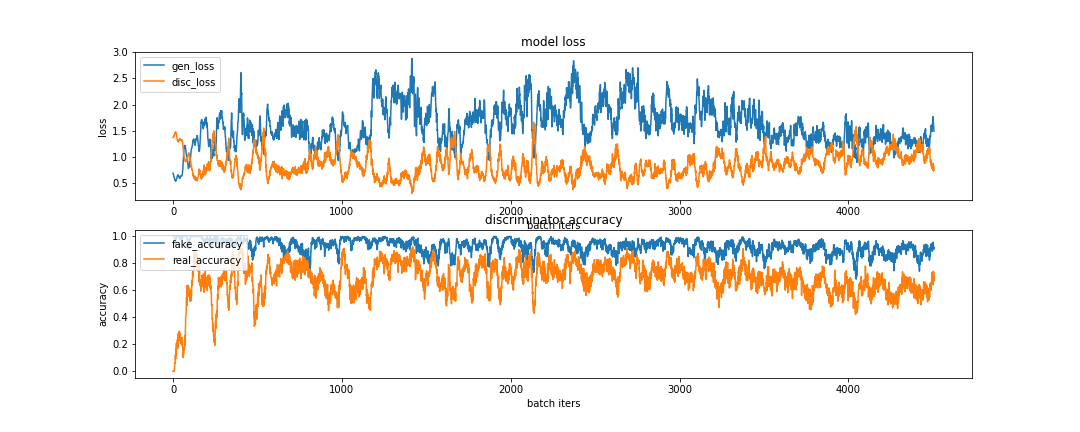 model loss
3.0
2.5
2.0
1.5
1.0
0.5
loss
gen_loss
disc_loss
0
1000
2000
3000
4000
batch iters
discriminator accuracy
1.0
0.8
0.6
0.4
0.2
0.0
accuracy
fake_accuracy
real_accuracy
0
1000
2000
3000
4000
batch iters